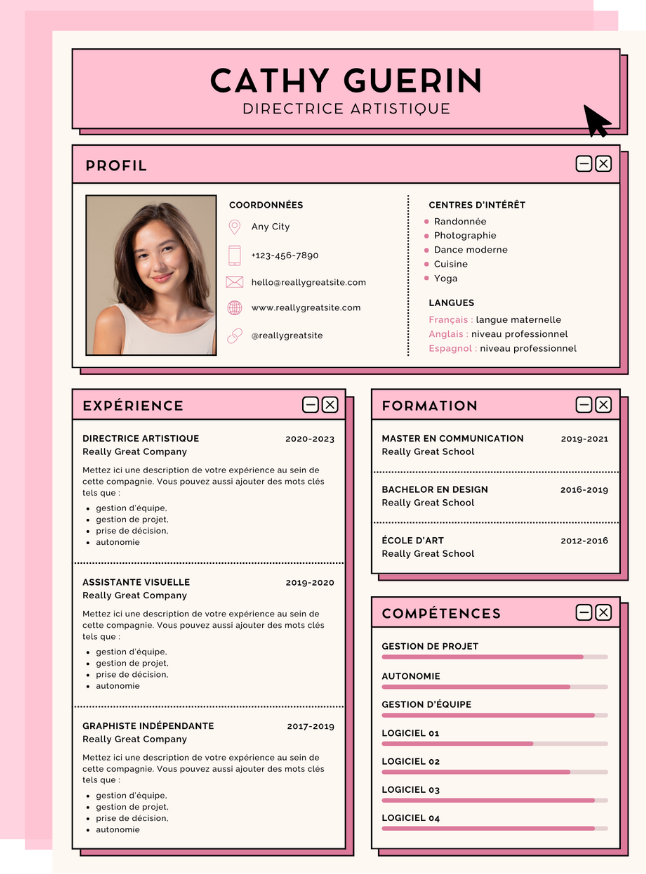 CATHY GUERIN
DIRECTRICE ARTISTIQUE
PROFIL
COORDONNÉES
Any City
+123-456-7890
hello@reallygreatsite.com
www.reallygreatsite.com
@reallygreatsite
CENTRES D'INTÉRÊT
Randonnée
Photographie
Dance moderne
Cuisine
Yoga
LANGUES
Français : langue maternelle
Anglais : niveau professionnel
Espagnol : niveau professionnel
EXPÉRIENCE
DIRECTRICE ARTISTIQUE 2020-2023
Really Great Company
Mettez ici une description de votre expérience au sein de
cette compagnie. Vous pouvez aussi ajouter des mots clés
tels que :
• gestion d'équipe,
• gestion de projet,
• prise de décision,
• autonomie
ASSISTANTE VISUELLE 2019-2020
Really Great Company
Mettez ici une description de votre expérience au sein de
cette compagnie. Vous pouvez aussi ajouter des mots clés
tels que :
• gestion d'équipe,
• gestion de projet,
• prise de décision,
• autonomie
GRAPHISTE INDÉPENDANTE 2017-2019
Really Great Company
Mettez ici une description de votre expérience au sein de
cette compagnie. Vous pouvez aussi ajouter des mots clés
tels que :
• gestion d'équipe,
• gestion de projet,
• prise de décision,
• autonomie
FORMATION
MASTER EN COMMUNICATION 2019-2021
Really Great School
BACHELOR EN DESIGN 2016-2019
Really Great School
ÉCOLE D'ART 2012-2016
Really Great School
COMPÉTENCES
GESTION DE PROJET
AUTONOMIE
GESTION D'ÉQUIPE
LOGICIEL 01
LOGICIEL 02
LOGICIEL 03
LOGICIEL 04